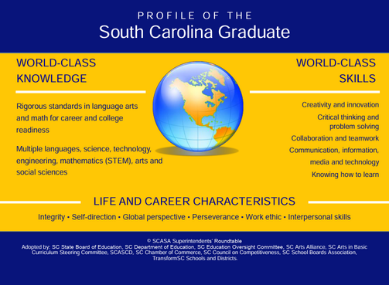 PROFILE OF THE
South Carolina Graduate
WORLD-CLASS
KNOWLEDGE
Rigorous standards in language arts
and math for career and college
readiness
Multiple languages, science, technology,
engineering, mathematics (STEM), arts and
social sciences
WORLD-CLASS
SKILLS
Creativity and innovation
Critical thinking and
problem solving
Collaboration and teamwork
Communication, information,
media and technology
Knowing how to learn
LIFE AND CAREER CHARACTERISTICS
Integrity • Self-direction • Global perspective • Perseverance • Work ethic • Interpersonal skills
© SCASA Superintendents' Roundtable
Adopted by: SC State Board of Education, SC Department of Education, SC Education Oversight Committee, SC Arts Alliance, SC Arts in Basic
Curriculum Steering Committee, SCASCD, SC Chamber of Commerce, SC Council on Competitiveness, SC School Boards Association,
TransformSC Schools and Districts.